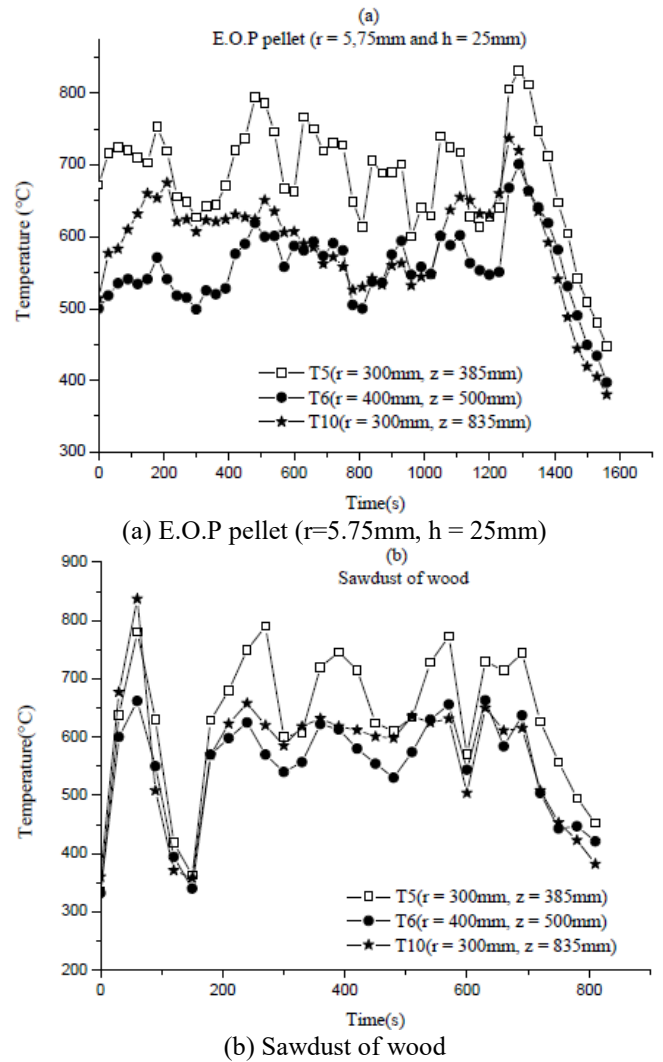 (a)
E.O.P pellet (r = 5,75mm and h = 25mm)
800
700
600
500
400
300
Temperature (°C)
T5(r = 300mm, z = 385mm)
T6(r = 400mm, z = 500mm)
T10(r = 300mm, z = 835mm)
0 200 400 600 800 1000 1200 1400 1600
Time(s)
(a) E.O.P pellet (r=5.75mm, h = 25mm)
(b)
Sawdust of wood
900
800
700
600
500
400
300
200
Temperature(°C)
T5(r = 300mm, z = 385mm)
T6(r = 400mm, z = 500mm)
T10(r = 300mm, z = 835mm)
0 200 400 600 800
Time(s)
(b) Sawdust of wood